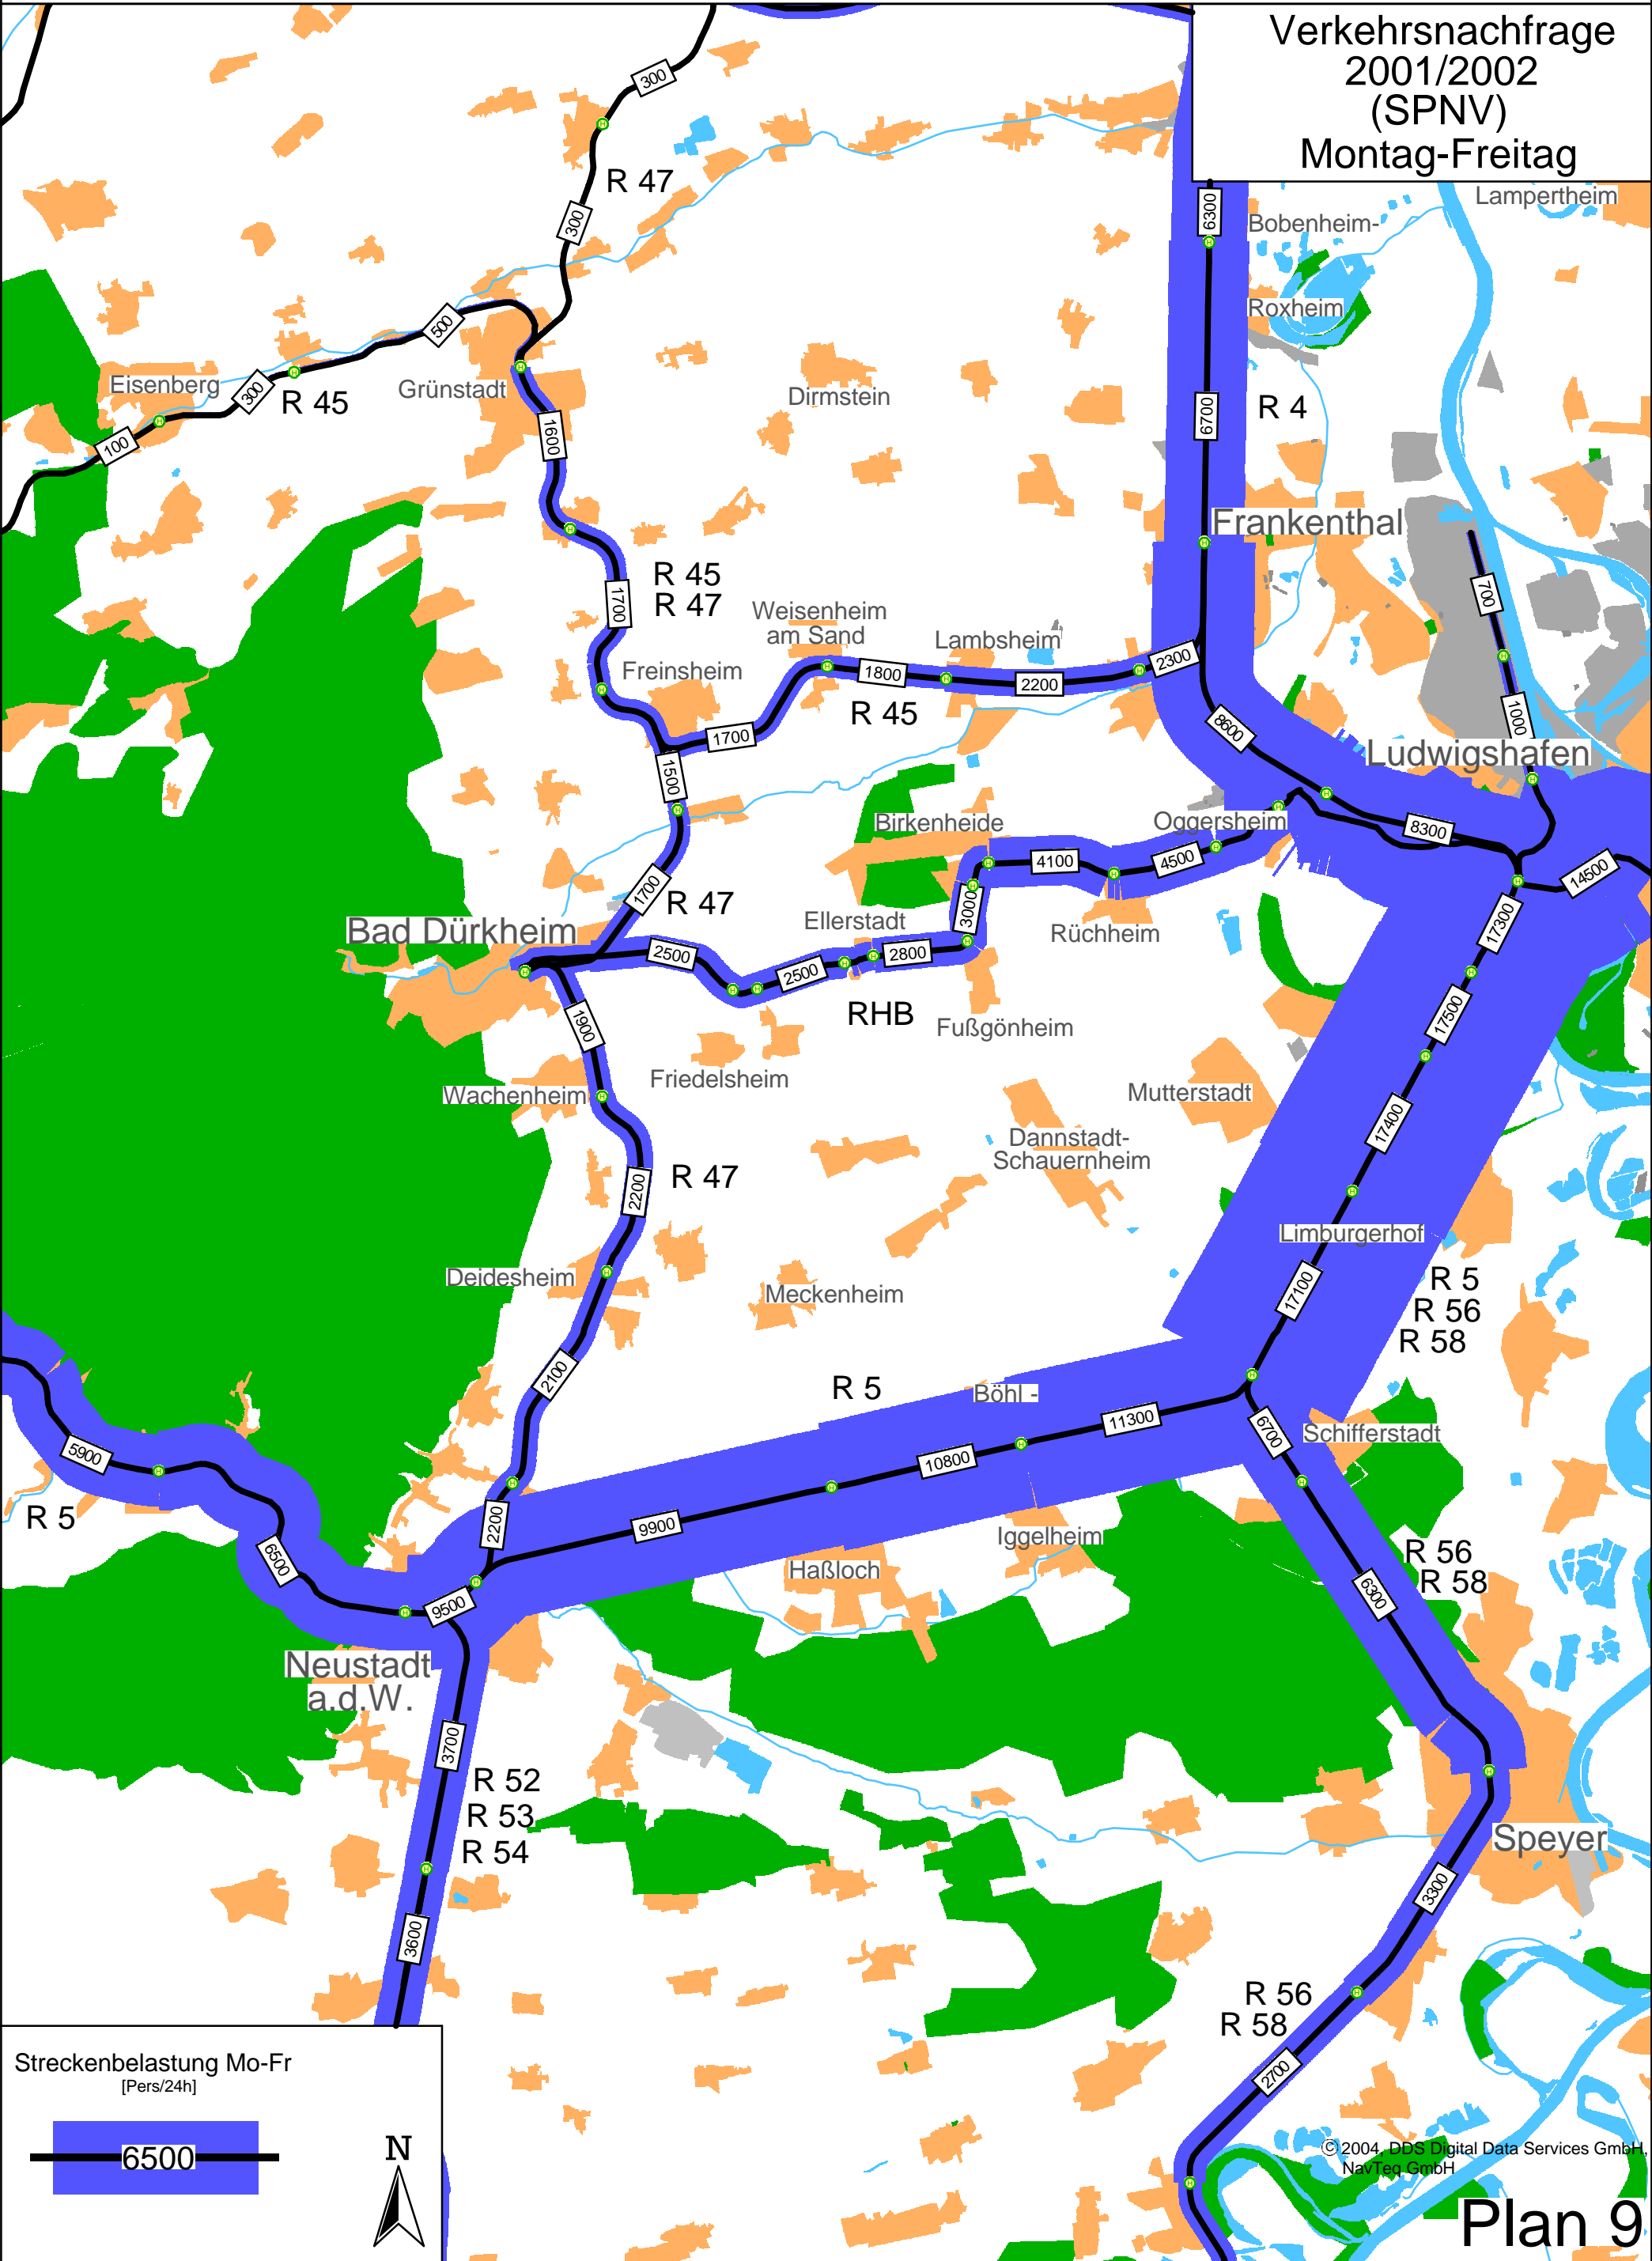 Verkehrsnachfrage
2001/2002
(SPNV)
Montag-Freitag
300
R 47
300
6300
Lampertheim
Bobenheim-
Roxheim
500
Eisenberg
300
R 45
Grünstadt
100
Dirmstein
1600
6700
R 4
Frankenthal
R 45
R 47
1700
700
Weisenheim
am Sand
Lambsheim
Freinsheim
1800
2200
2300
R 45
1700
1500
8600
1000
Ludwigshafen
Birkenheide
Oggersheim
8300
4100
4500
14500
1700
R 47
3000
Ellerstadt
Rüchheim
17300
Bad Dürkheim
2500
2500
2800
RHB
Fußgönheim
17500
1900
Friedelsheim
Wachenheim
Mutterstadt
17400
Dannstadt-
Schauernheim
R 47
2200
Limburgerhof
Deidesheim
Meckenheim
17100
R 5
R 56
R 58
2100
R 5
Böhl -
11300
6700
Schifferstadt
5900
10800
R 5
9900
2200
Iggelheim
Haßloch
6500
9500
R 56
R 58
6300
Neustadt
a.d.W.
3700
R 52
R 53
R 54
Speyer
3300
3600
R 56
R 58
2700
Streckenbelastung Mo-Fr
[Pers/24h]
6500
N
© 2004, DDS Digital Data Services GmbH,
NavTeq GmbH
Plan 9